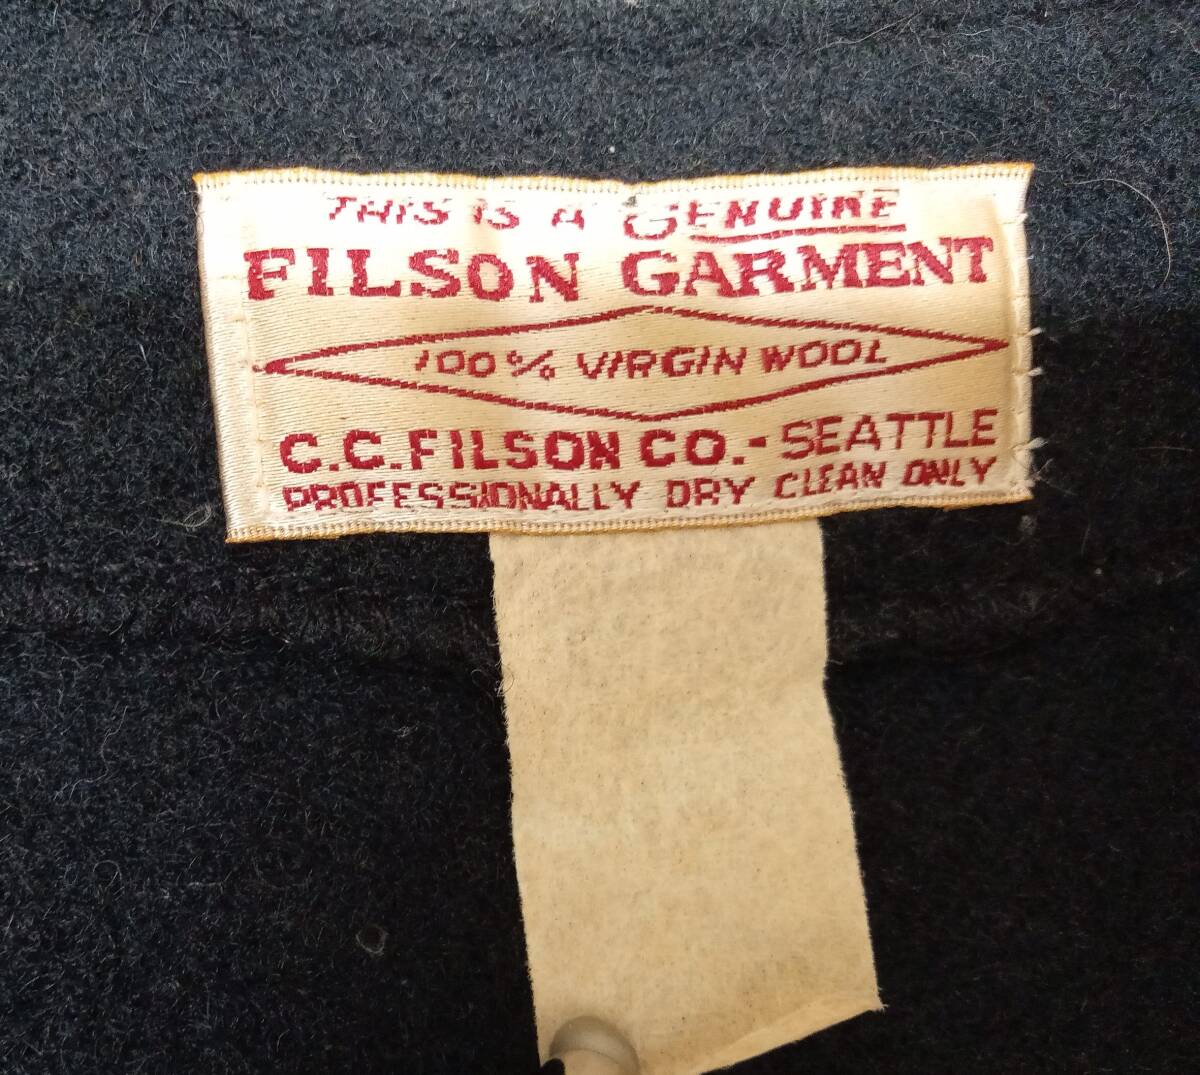 THIS IS A GENUINE
FILSON GARMENT
100% VIRGIN WOOL
C.C. FILSON CO. - SEATTLE
PROFESSIONALLY DRY CLEAN ONLY